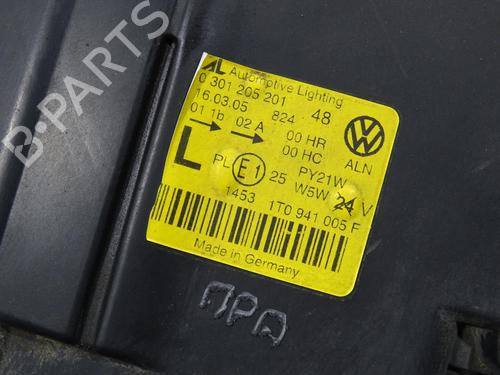 AL Automotive Lighting
0 301 205 201
16.03.05 824 48
01 1b 02 A 00 HR
00 HC ALN
L PL E1 25 PY21W
W5W 24 V
1453 1T0 941 005 F
Made in Germany
ПРА